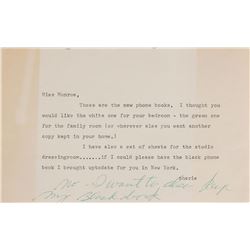 Miss Monroe,
These are the new phone books. I thought you
would like the white one for your bedroom - the green one
for the family room (or wherever else you want another
copy kept in your home.)
I have also a set of sheets for the studio
dressingroom......,if I could please have the black phone
book I brought uptodate for you in New York.
cherie
no - I want to
my Black book